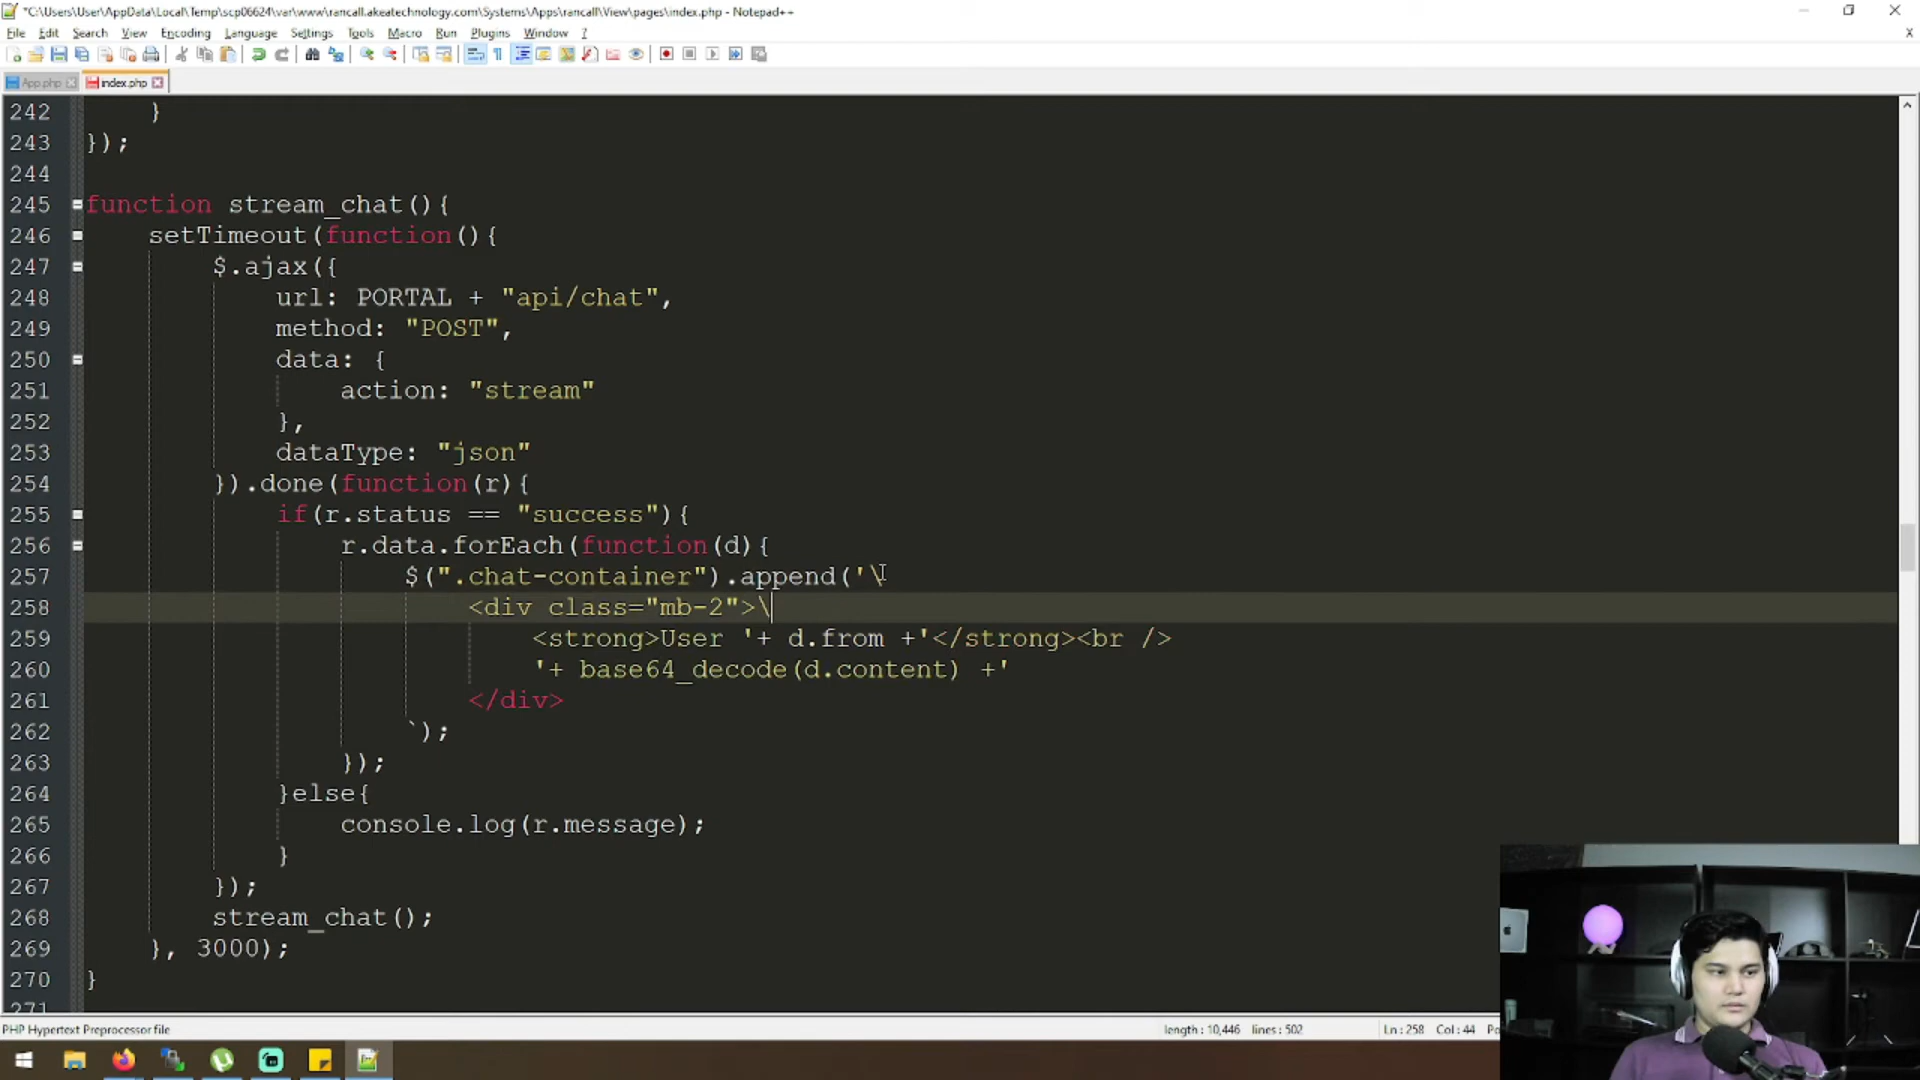 *C:\Users\User\AppData\Local\Temp\scp06624\var\www\rancall.akeatechnology.com\Systems\Apps\rancall\View\pages\index.php - Notepad++
File Edit Search View Encoding Language Settings Tools Macro Run Plugins Window ? X
App.php index.php
242 }
243 });
244
245 function stream_chat(){
246 setTimeout(function(){
247 $.ajax({
248 url: PORTAL + "api/chat",
249 method: "POST",
250 data: {
251 action: "stream"
252 },
253 dataType: "json"
254 }).done(function(r){
255 if(r.status == "success"){
256 r.data.forEach(function(d){
257 $(".chat-container").append('\
258 <div class="mb-2">\
259 <strong>User '+ d.from +'</strong><br />
260 '+ base64_decode(d.content) +'
261 </div>
262 `);
263 });
264 }else{
265 console.log(r.message);
266 }
267 });
268 stream_chat();
269 }, 3000);
270 }
271
PHP Hypertext Preprocessor file length : 10,446 lines : 502 Ln : 258 Col : 44